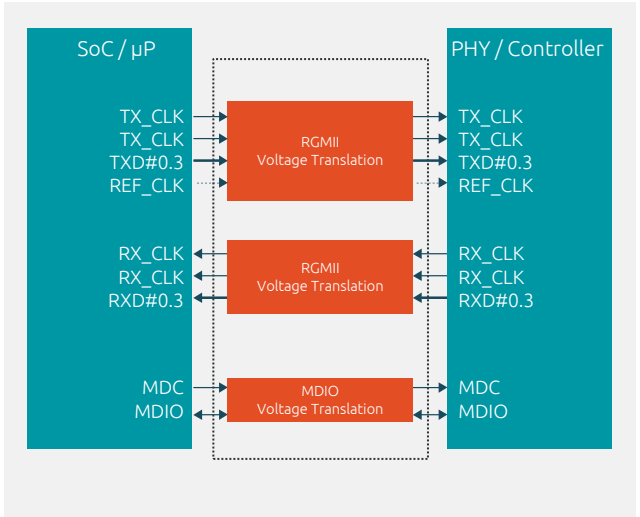 SoC / µP
PHY / Controller
TX_CLK
TX_CLK
TXD#0.3
REF_CLK
RGMII
Voltage Translation
TX_CLK
TX_CLK
TXD#0.3
REF_CLK
RX_CLK
RX_CLK
RXD#0.3
RGMII
Voltage Translation
RX_CLK
RX_CLK
RXD#0.3
MDC
MDIO
MDIO
Voltage Translation
MDC
MDIO